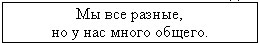 Мы все разные,
но у нас много общего.